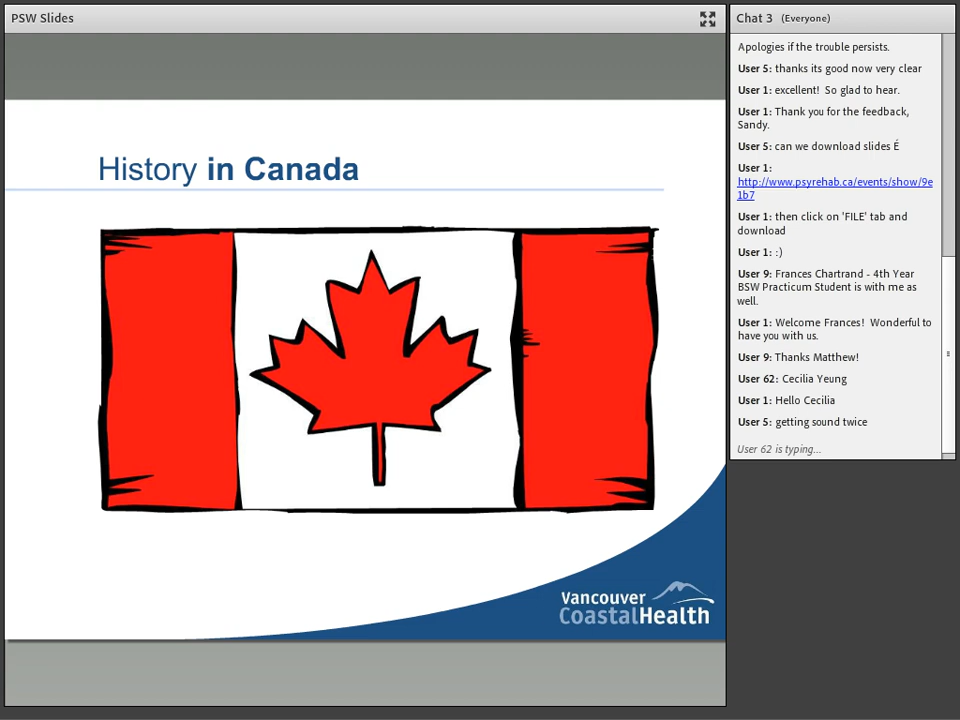 PSW Slides
History in Canada
Vancouver
CoastalHealth
Chat 3 (Everyone)
Apologies if the trouble persists.
User 5: thanks its good now very clear
User 1: excellent! So glad to hear.
User 1: Thank you for the feedback,
Sandy.
User 5: can we download slides É
User 1:
http://www.psyrehab.ca/events/show/9e
1b7
User 1: then click on 'FILE' tab and
download
User 1: :)
User 9: Frances Chartrand - 4th Year
BSW Practicum Student is with me as
well.
User 1: Welcome Frances! Wonderful to
have you with us.
User 9: Thanks Matthew!
User 62: Cecilia Yeung
User 1: Hello Cecilia
User 5: getting sound twice
User 62 is typing...